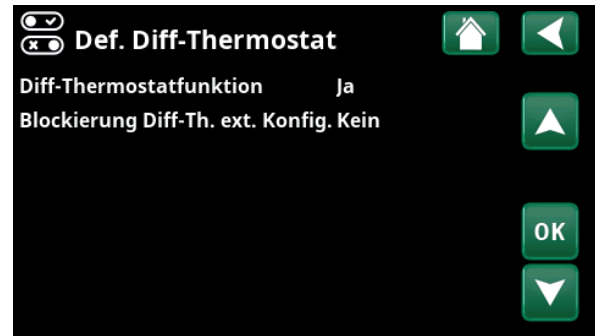 Def. Diff-Thermostat
Diff-Thermostatfunktion Ja
Blockierung Diff-Th. ext. Konfig. Kein
OK